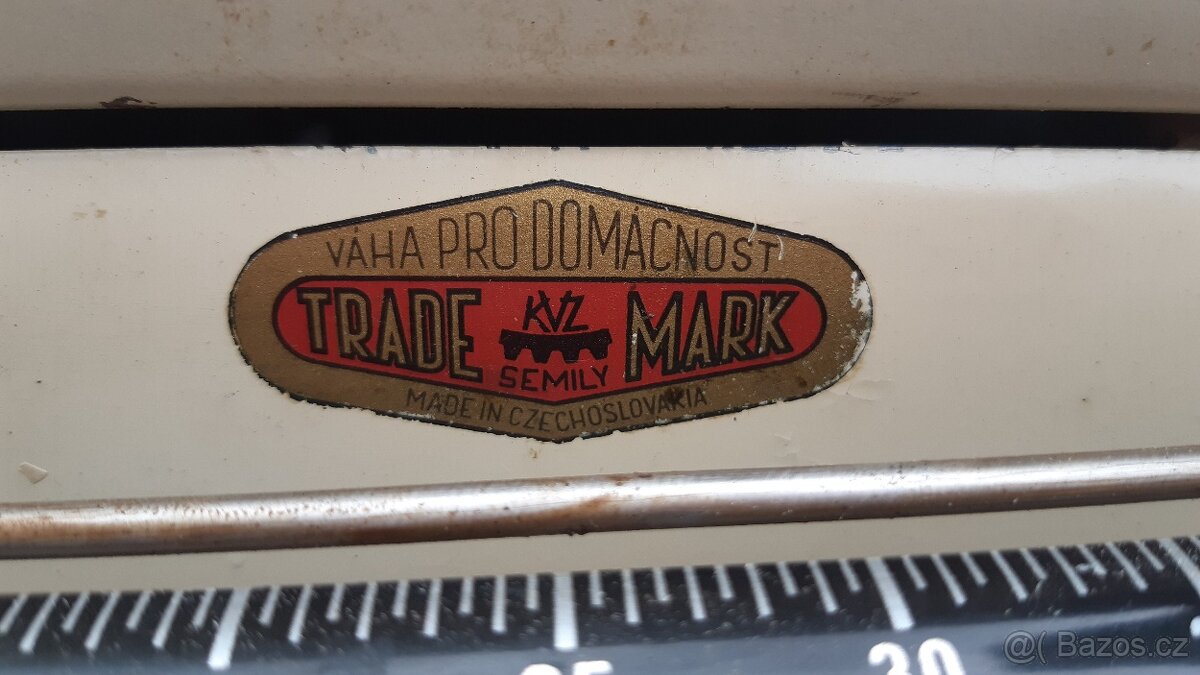 VÁHA PRO DOMÁCNOST
TRADE KVZ MARK
SEMILY
MADE IN CZECHOSLOVAKIA
30
@( Bazos.cz